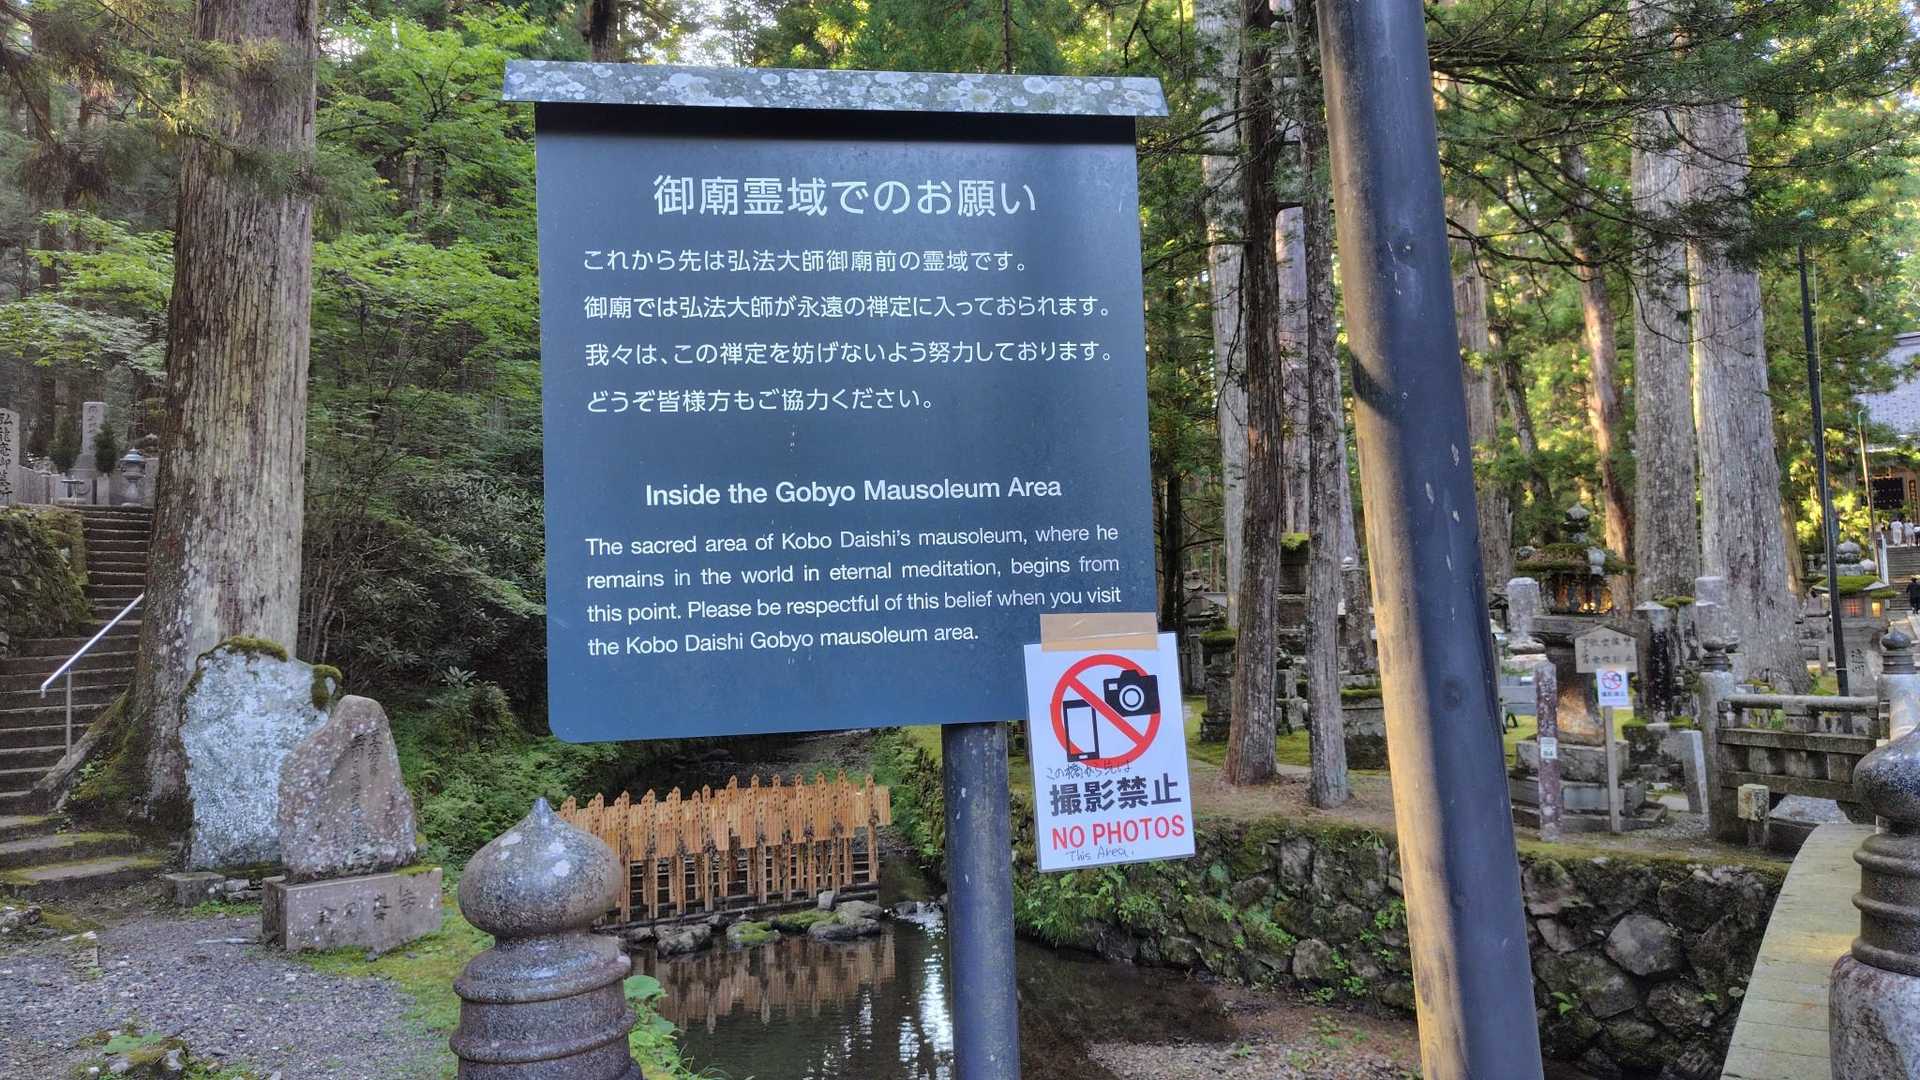 御廟霊域でのお願い
これから先は弘法大師御廟前の霊域です。
御廟では弘法大師が永遠の禅定に入っておられます。
我々は、この禅定を妨げないよう努力しております。
どうぞ皆様方もご協力ください。
Inside the Gobyo Mausoleum Area
The sacred area of Kobo Daishi's mausoleum, where he
remains in the world in eternal meditation, begins from
this point. Please be respectful of this belief when you visit
the Kobo Daishi Gobyo mausoleum area.
この橋から先は
撮影禁止
NO PHOTOS
This Area.
撮影禁止